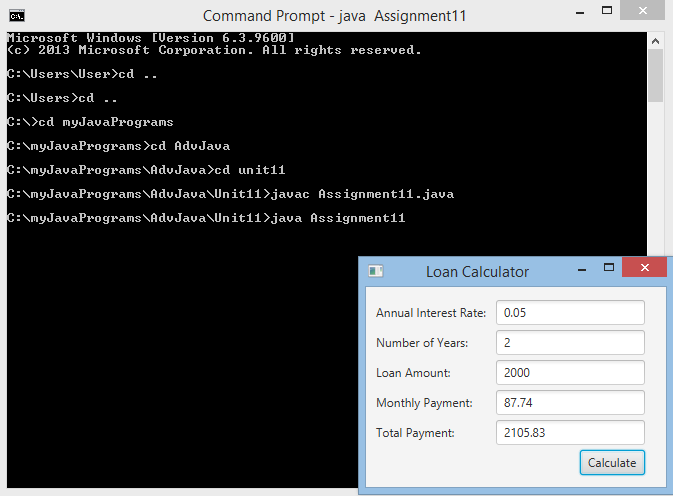 Command Prompt - java  Assignment11
Microsoft Windows [Version 6.3.9600]
(c) 2013 Microsoft Corporation. All rights reserved.
C:\Users\User>cd ..
C:\Users>cd ..
C:\>cd myJavaPrograms
C:\myJavaPrograms>cd AdvJava
C:\myJavaPrograms\AdvJava>cd unit11
C:\myJavaPrograms\AdvJava\Unit11>javac Assignment11.java
C:\myJavaPrograms\AdvJava\Unit11>java Assignment11
Loan Calculator
Annual Interest Rate: 0.05
Number of Years: 2
Loan Amount: 2000
Monthly Payment: 87.74
Total Payment: 2105.83
Calculate